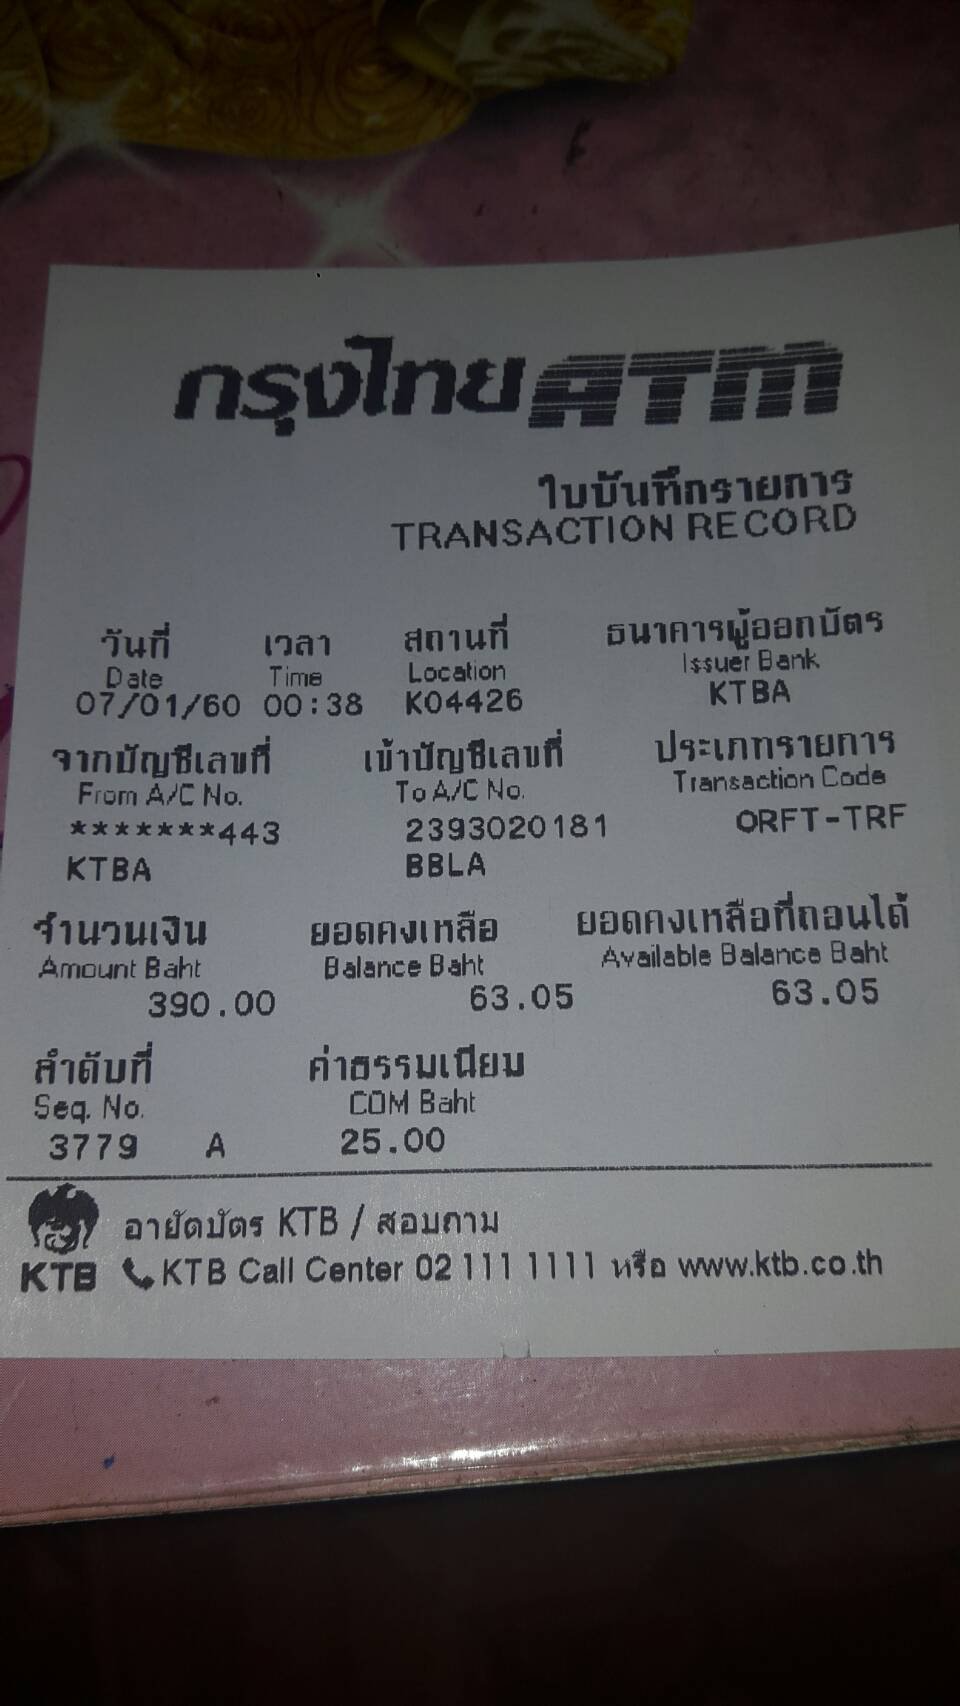 กรุงไทย ATM
ใบบันทึกรายการ
TRANSACTION RECORD
วันที่ เวลา สถานที่ ธนาคารผู้ออกบัตร
Date Time Location Issuer Bank
07/01/60 00:38 K04426 KTBA
จากบัญชีเลขที่ เข้าบัญชีเลขที่ ประเภทรายการ
From A/C No. To A/C No. Transaction Code
*******443 2393020181 ORFT-TRF
KTBA BBLA
จำนวนเงิน ยอดคงเหลือ ยอดคงเหลือที่ถอนได้
Amount Baht Balance Baht Available Balance Baht
390.00 63.05 63.05
ลำดับที่ ค่าธรรมเนียม
Seq. No. COM Baht
3779 A 25.00
อายัดบัตร KTB / สอบถาม
KTB KTB Call Center 02 111 1111 หรือ www.ktb.co.th